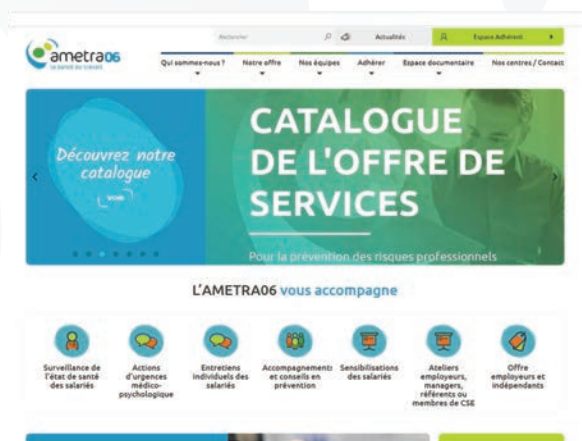 Rechercher
Actualités
Espace Adhérent
ametra06
la santé au travail
Qui sommes-nous ?
Notre offre
Nos équipes
Adhérer
Espace documentaire
Nos centres / Contact
Découvrez notre
catalogue
VOIR
CATALOGUE
DE L'OFFRE DE
SERVICES
Pour la prévention des risques professionnels
L'AMETRA06 vous accompagne
Surveillance de
l'état de santé
des salariés
Actions
d'urgences
médico-
psychologique
Entretiens
individuels des
salariés
Accompagnements
et conseils en
prévention
Sensibilisations
des salariés
Ateliers
employeurs,
managers,
référents ou
membres de CSE
Offre
employeurs et
indépendants